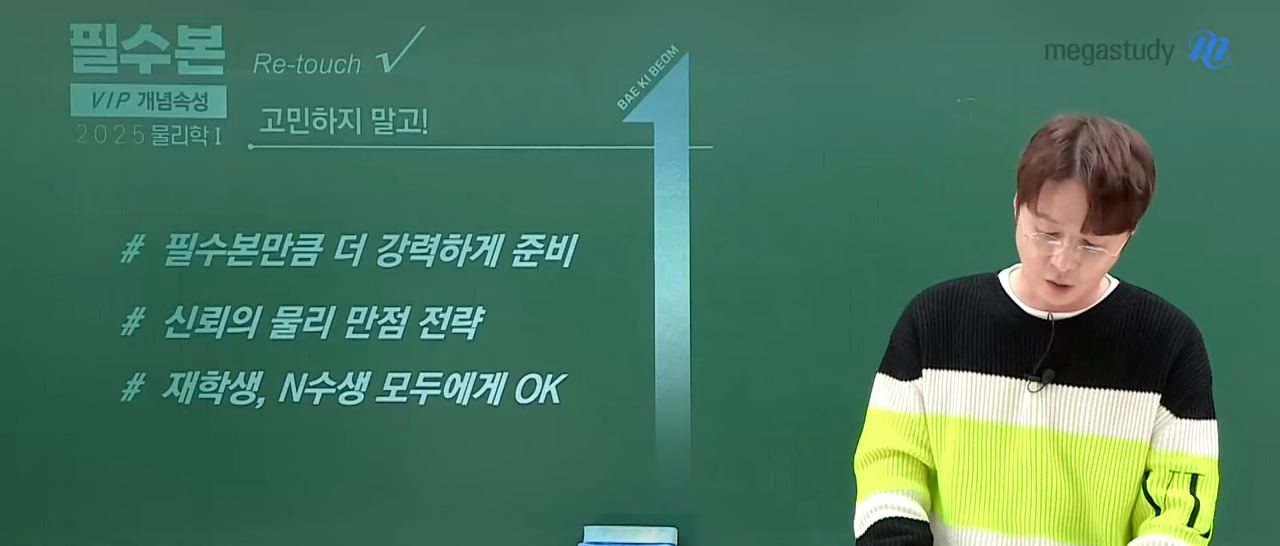 필수본
VIP 개념속성
2025 물리학 I
Re-touch
고민하지 말고!
BAE KI BEOM
1
megastudy
# 필수본만큼 더 강력하게 준비
# 신뢰의 물리 만점 전략
# 재학생, N수생 모두에게 OK